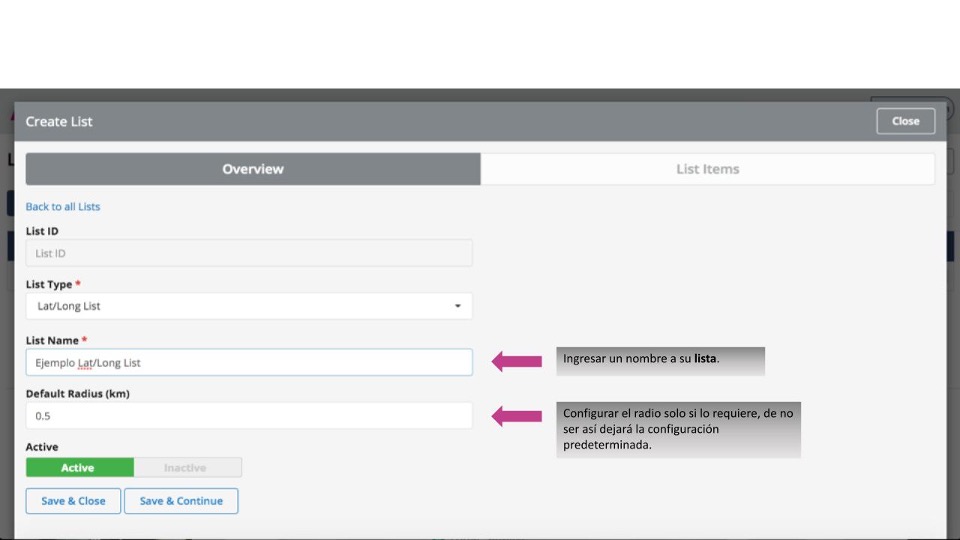 Create List
Close
Overview
List Items
Back to all Lists
List ID
List ID
List Type *
Lat/Long List
List Name *
Ejemplo Lat/Long List
Ingresar un nombre a su lista.
Default Radius (km)
0.5
Configurar el radio solo si lo requiere, de no
ser así dejará la configuración
predeterminada.
Active
Active
Inactive
Save & Close
Save & Continue